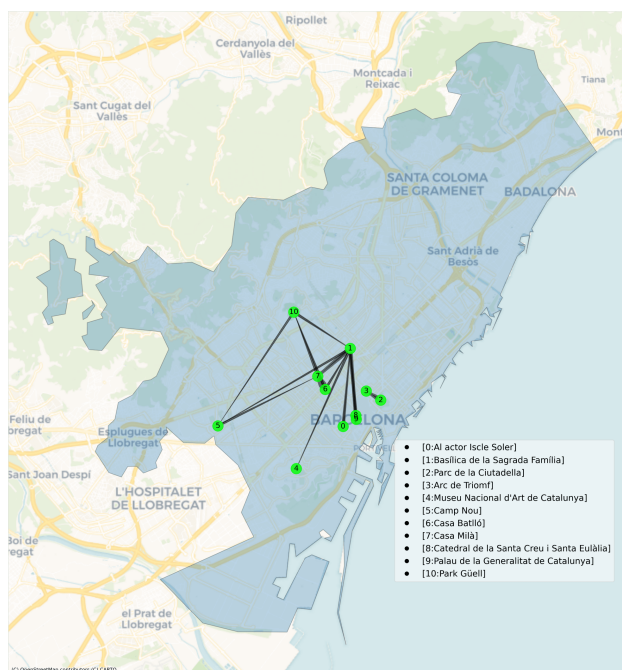 Ripollet
Cerdanyola del
Vallès
Montcada i
Reixac
Tiana
Sant Cugat del
Vallès
Mont
SANTA COLOMA
DE GRAMENET
BADALONA
Sant Adrià de
Besòs
10
1
7
6
3
2
8
9
BARCELONA
0
5
Feliu de
bregat
Esplugues de
Llobregat
4
Sant Joan Despí
L'HOSPITALET
DE LLOBREGAT
Boi de
regat
el Prat de
Llobregat
[0:Al actor Iscle Soler]
[1:Basílica de la Sagrada Família]
[2:Parc de la Ciutadella]
[3:Arc de Triomf]
[4:Museu Nacional d'Art de Catalunya]
[5:Camp Nou]
[6:Casa Batlló]
[7:Casa Milà]
[8:Catedral de la Santa Creu i Santa Eulàlia]
[9:Palau de la Generalitat de Catalunya]
[10:Park Güell]
(C) OpenStreetMap contributors (C) CARTO